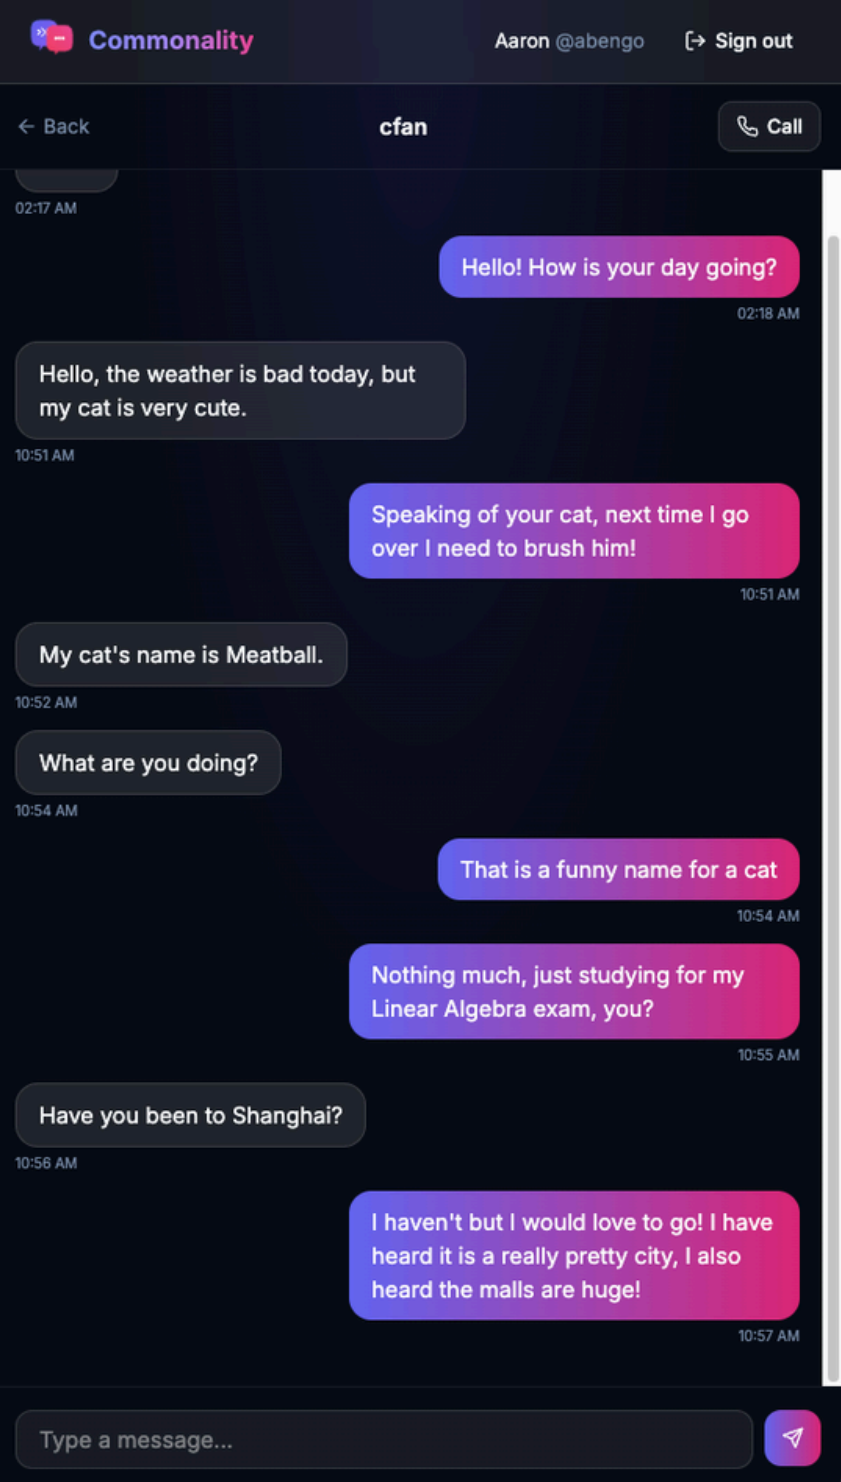 Commonality
Aaron @abengo
Sign out
Back
cfan
Call
02:17 AM
Hello! How is your day going?
02:18 AM
Hello, the weather is bad today, but
my cat is very cute.
10:51 AM
Speaking of your cat, next time I go
over I need to brush him!
10:51 AM
My cat's name is Meatball.
10:52 AM
What are you doing?
10:54 AM
That is a funny name for a cat
10:54 AM
Nothing much, just studying for my
Linear Algebra exam, you?
10:55 AM
Have you been to Shanghai?
10:56 AM
I haven't but I would love to go! I have
heard it is a really pretty city, I also
heard the malls are huge!
10:57 AM
Type a message...